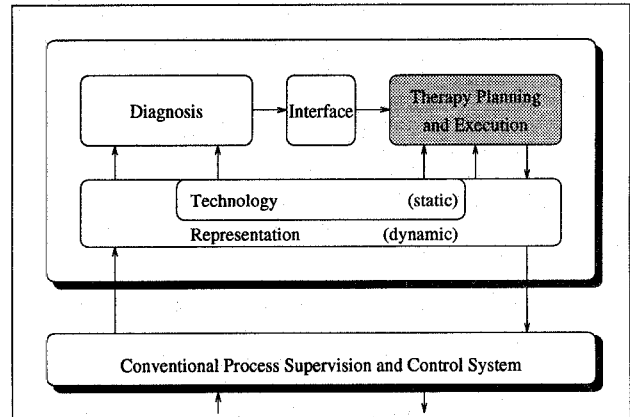 Diagnosis
Interface
Therapy Planning
and Execution
Technology (static)
Representation (dynamic)
Conventional Process Supervision and Control System